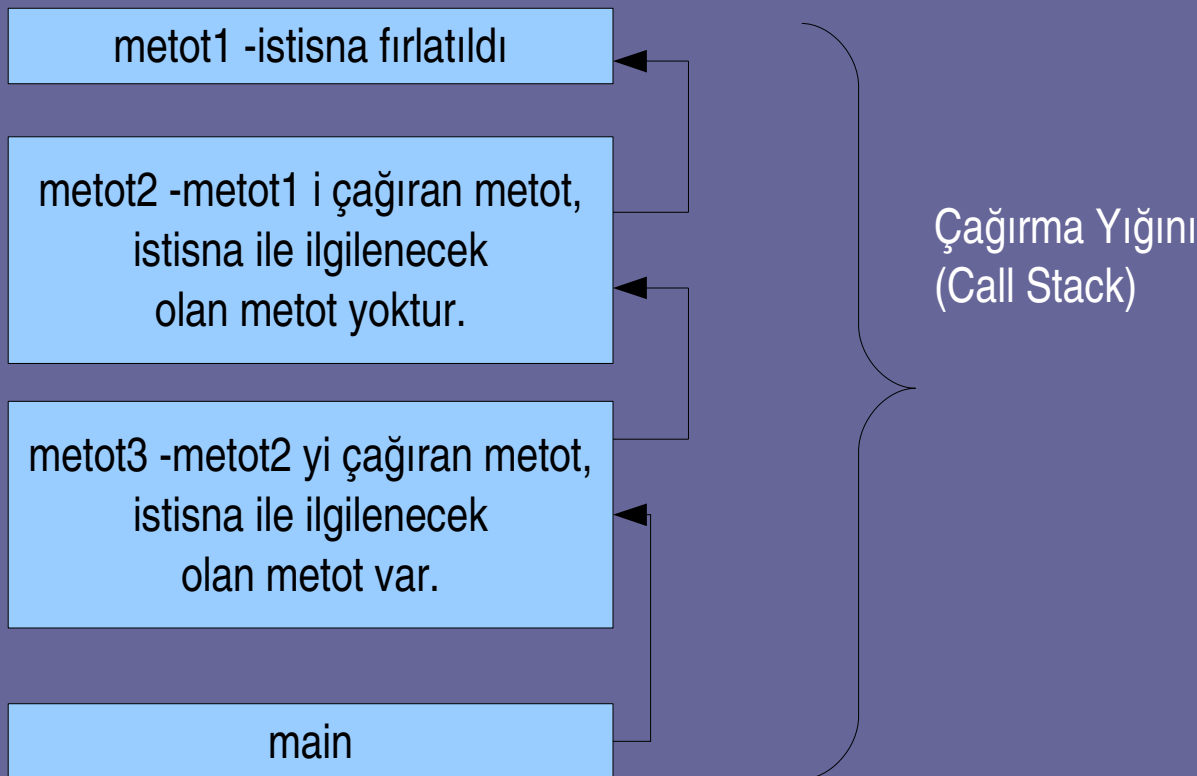 metot1 -istisna fırlatıldı
metot2 -metot1 i çağıran metot,
istisna ile ilgilenecek
olan metot yoktur.
Çağırma Yığını
(Call Stack)
metot3 -metot2 yi çağıran metot,
istisna ile ilgilenecek
olan metot var.
main